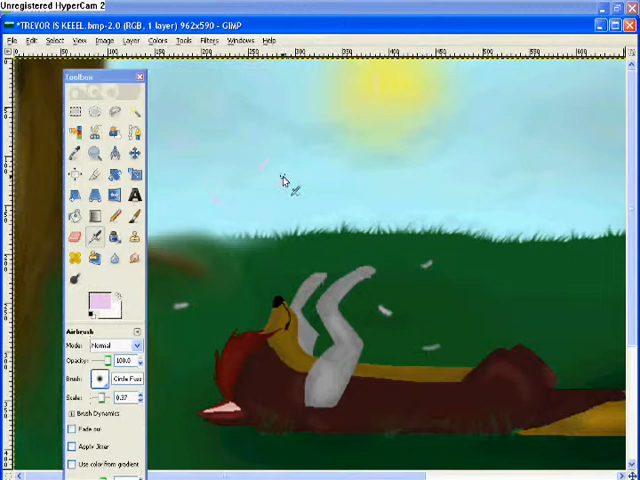 Unregistered HyperCam 2
*TREVOR IS KEEEL.bmp-2.0 (RGB, 1 layer) 962x590 - GIMP
File Edit Select View Image Layer Colors Tools Filters Windows Help
Toolbox
Airbrush
Mode: Normal
Opacity: 100.0
Brush: Circle Fuzz
Scale: 0.37
Brush Dynamics
Fade out
Apply Jitter
Use color from gradient